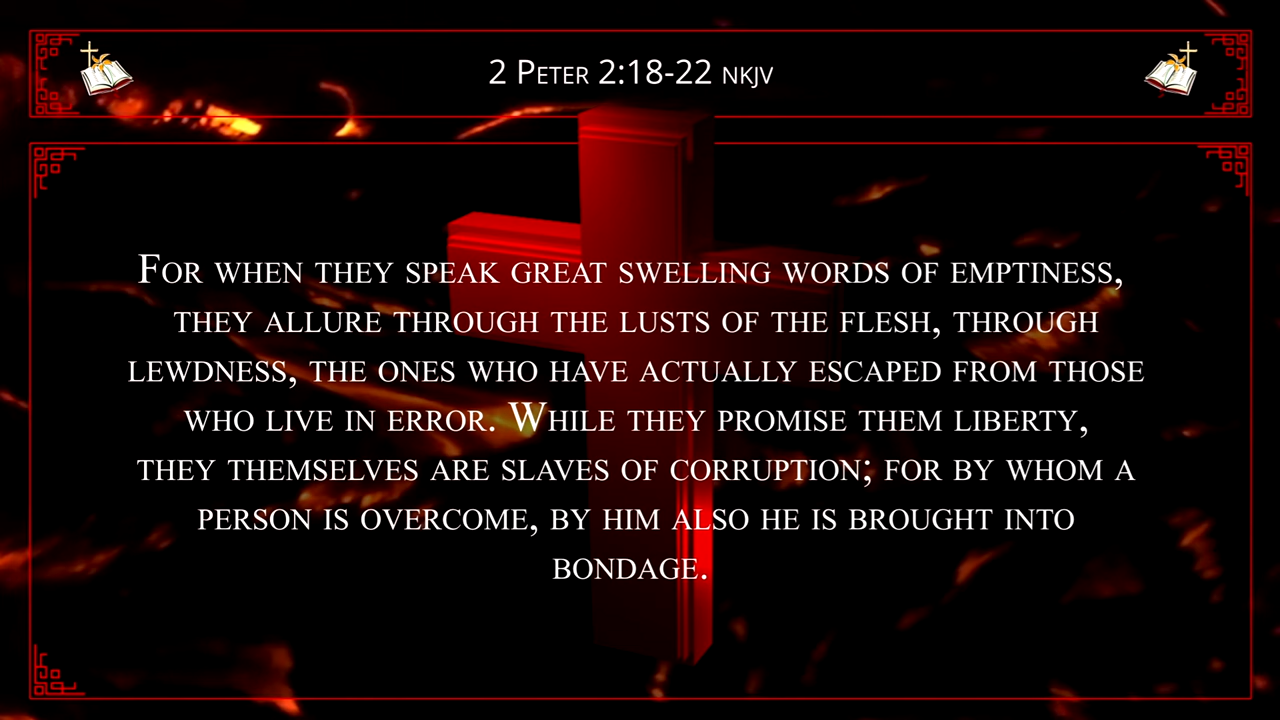 2 Peter 2:18-22 NKJV
For when they speak great swelling words of emptiness,
they allure through the lusts of the flesh, through
lewdness, the ones who have actually escaped from those
who live in error. While they promise them liberty,
they themselves are slaves of corruption; for by whom a
person is overcome, by him also he is brought into
bondage.